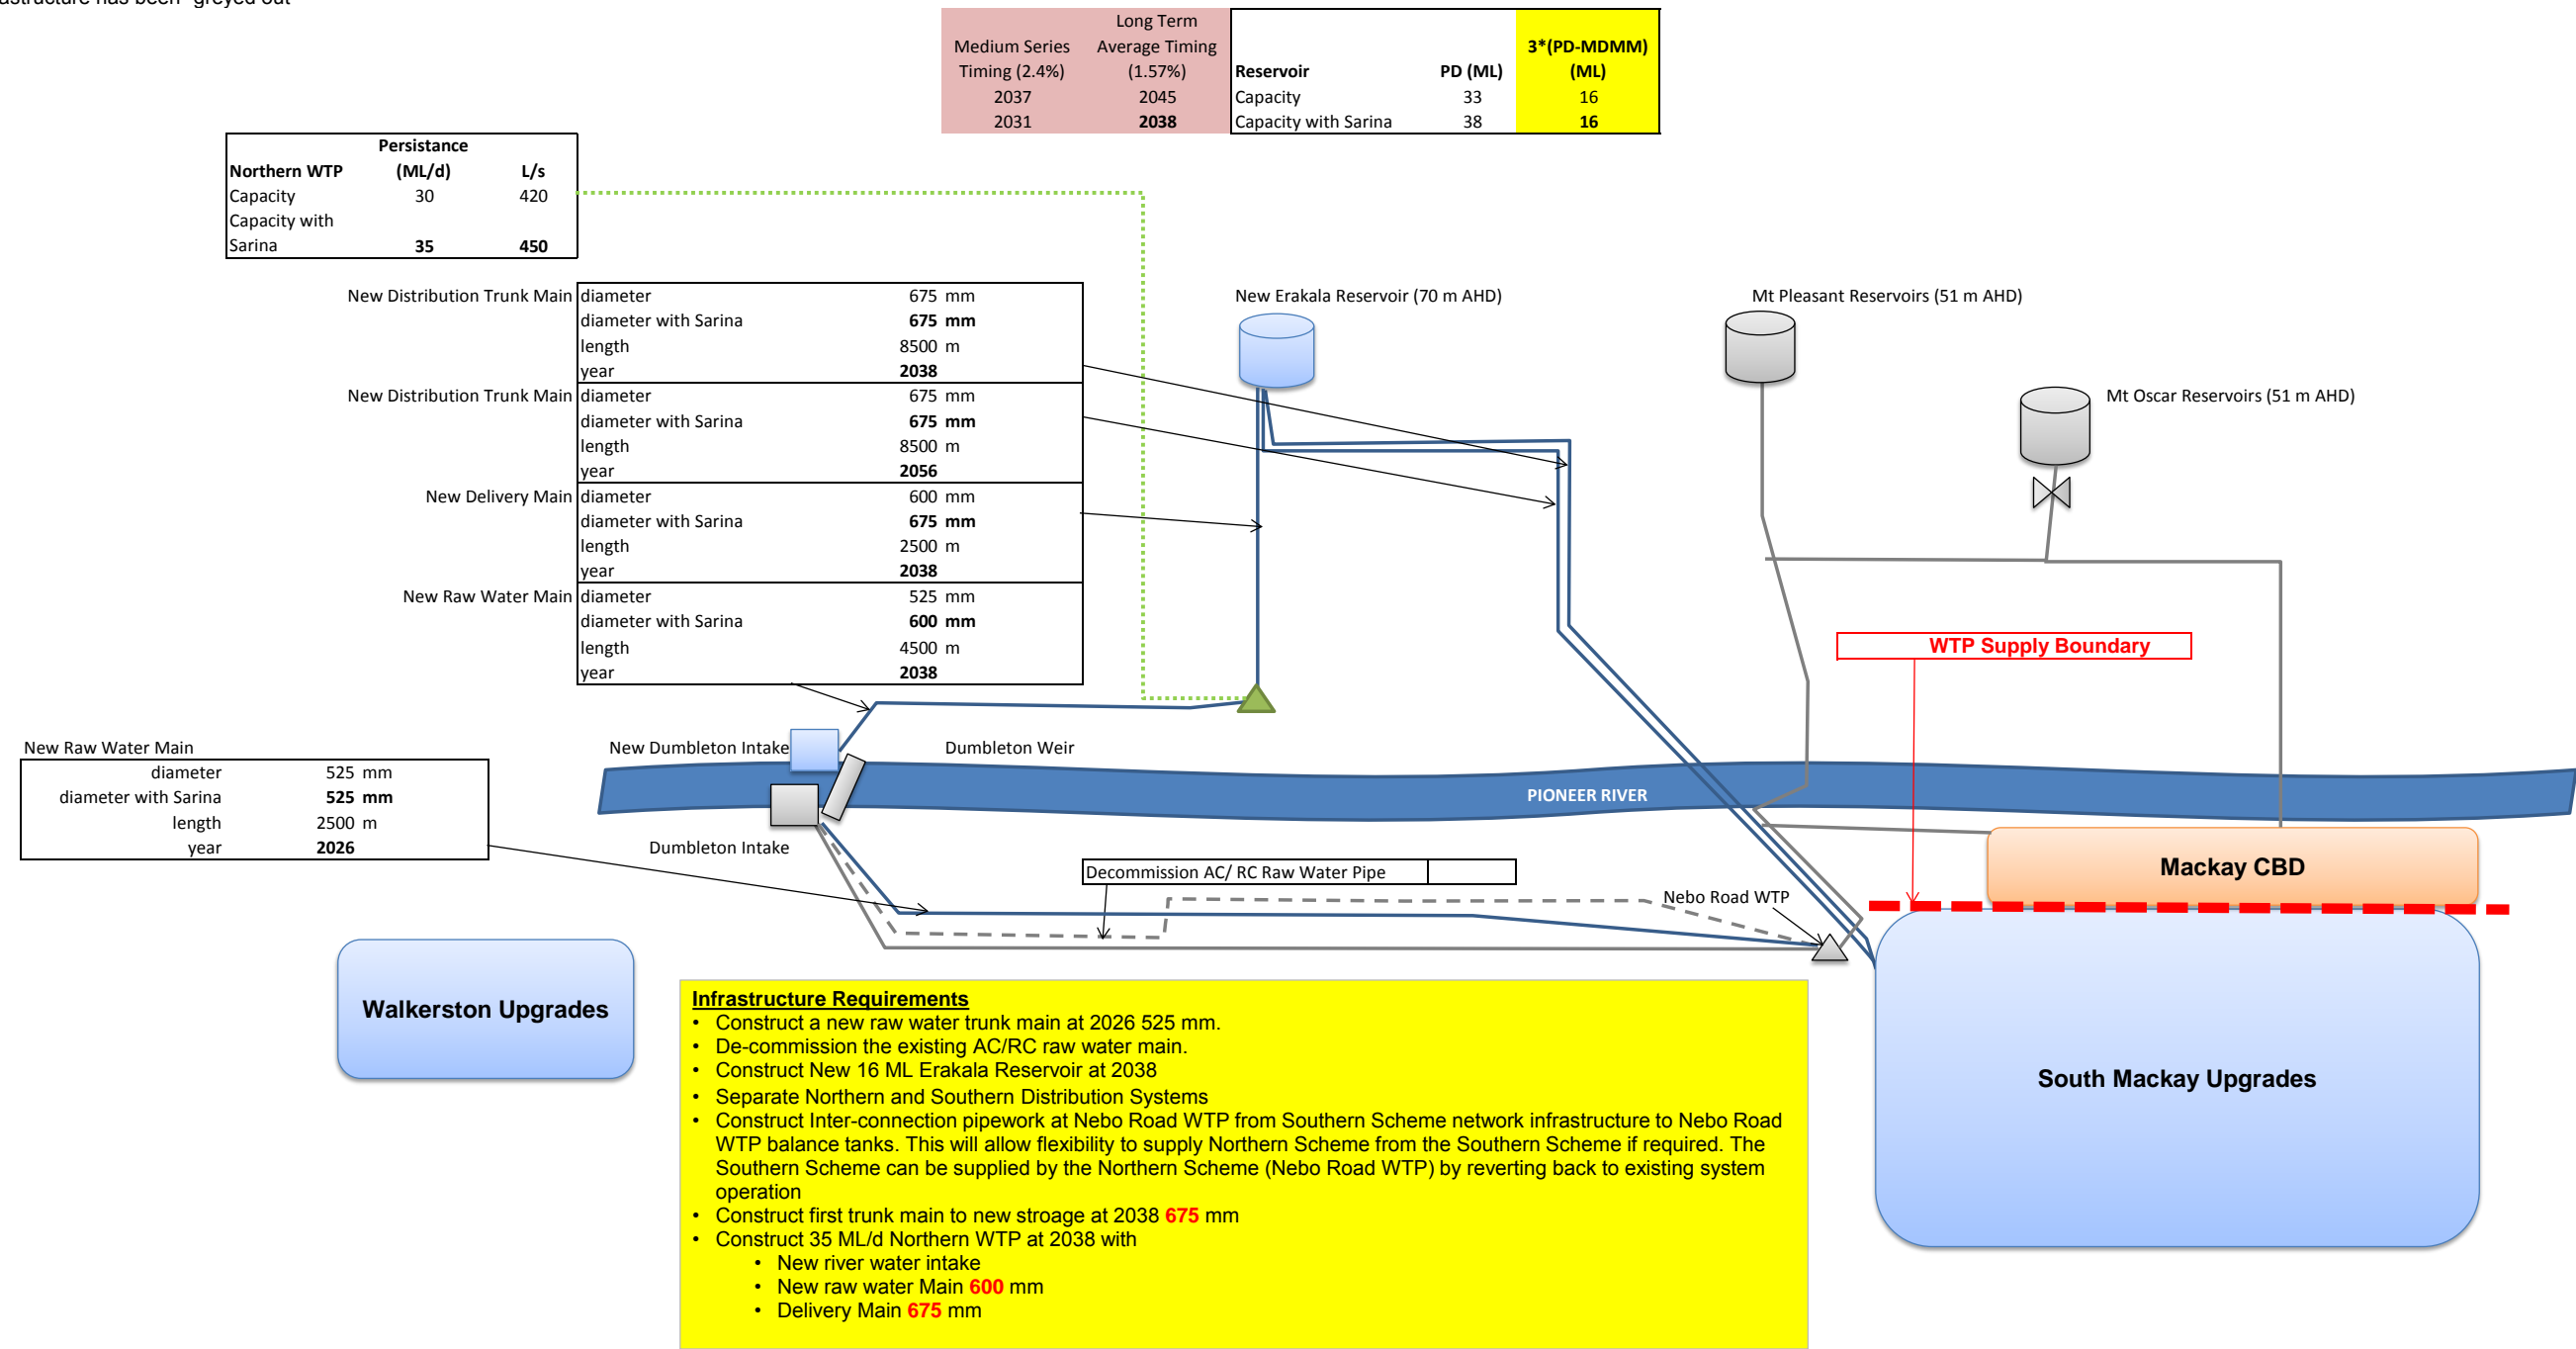 astructure has been "greyed out"
Medium Series Timing (2.4%) Long Term Average Timing (1.57%) Reservoir PD (ML) 3*(PD-MDMM) (ML)
2037 2045 Capacity 33 16
2031 2038 Capacity with Sarina 38 16
Northern WTP Persistance (ML/d) L/s
Capacity 30 420
Capacity with
Sarina 35 450
New Distribution Trunk Main diameter 675 mm
diameter with Sarina 675 mm
length 8500 m
year 2038
New Distribution Trunk Main diameter 675 mm
diameter with Sarina 675 mm
length 8500 m
year 2056
New Delivery Main diameter 600 mm
diameter with Sarina 675 mm
length 2500 m
year 2038
New Raw Water Main diameter 525 mm
diameter with Sarina 600 mm
length 4500 m
year 2038
New Erakala Reservoir (70 m AHD)
Mt Pleasant Reservoirs (51 m AHD)
Mt Oscar Reservoirs (51 m AHD)
WTP Supply Boundary
New Raw Water Main
diameter 525 mm
diameter with Sarina 525 mm
length 2500 m
year 2026
New Dumbleton Intake
Dumbleton Weir
PIONEER RIVER
Dumbleton Intake
Decommission AC/ RC Raw Water Pipe
Nebo Road WTP
Mackay CBD
Walkerston Upgrades
South Mackay Upgrades
Infrastructure Requirements
• Construct a new raw water trunk main at 2026 525 mm.
• De-commission the existing AC/RC raw water main.
• Construct New 16 ML Erakala Reservoir at 2038
• Separate Northern and Southern Distribution Systems
• Construct Inter-connection pipework at Nebo Road WTP from Southern Scheme network infrastructure to Nebo Road
WTP balance tanks. This will allow flexibility to supply Northern Scheme from the Southern Scheme if required. The
Southern Scheme can be supplied by the Northern Scheme (Nebo Road WTP) by reverting back to existing system
operation
• Construct first trunk main to new stroage at 2038 675 mm
• Construct 35 ML/d Northern WTP at 2038 with
• New river water intake
• New raw water Main 600 mm
• Delivery Main 675 mm